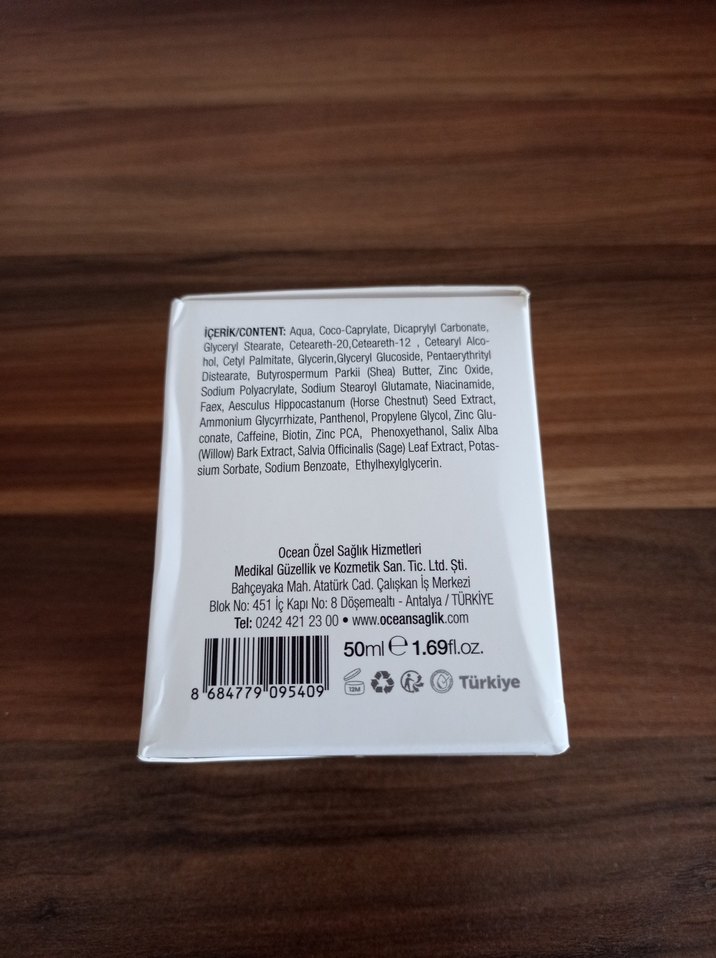 İÇERİK/CONTENT: Aqua, Coco-Caprylate, Dicaprylyl Carbonate,
Glyceryl Stearate, Ceteareth-20,Ceteareth-12 , Cetearyl Alco-
hol, Cetyl Palmitate, Glycerin,Glyceryl Glucoside, Pentaerythrityl
Distearate, Butyrospermum Parkii (Shea) Butter, Zinc Oxide,
Sodium Polyacrylate, Sodium Stearoyl Glutamate, Niacinamide,
Faex, Aesculus Hippocastanum (Horse Chestnut) Seed Extract,
Ammonium Glycyrrhizate, Panthenol, Propylene Glycol, Zinc Glu-
conate, Caffeine, Biotin, Zinc PCA, Phenoxyethanol, Salix Alba
(Willow) Bark Extract, Salvia Officinalis (Sage) Leaf Extract, Potas-
sium Sorbate, Sodium Benzoate, Ethylhexylglycerin.
Ocean Özel Sağlık Hizmetleri
Medikal Güzellik ve Kozmetik San. Tic. Ltd. Şti.
Bahçeyaka Mah. Atatürk Cad. Çalışkan İş Merkezi
Blok No: 451 İç Kapı No: 8 Döşemealtı - Antalya / TÜRKİYE
Tel: 0242 421 23 00 • www.oceansaglik.com
50ml ℮ 1.69fl.oz.
8 684779 095409
12M
Türkiye